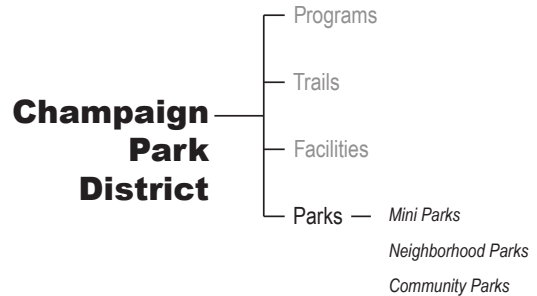 Programs
Trails
Champaign
Park
District
Facilities
Parks
Mini Parks
Neighborhood Parks
Community Parks